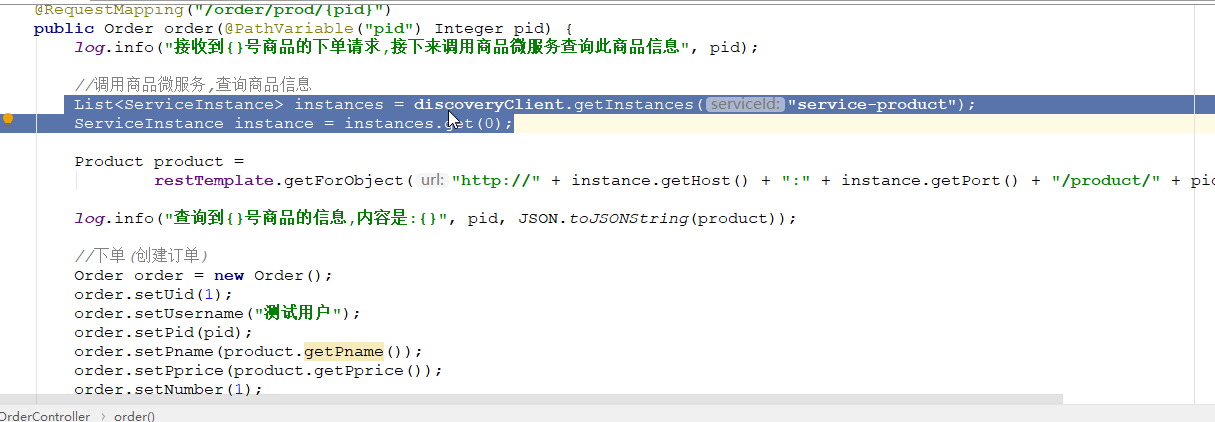 @RequestMapping("/order/prod/{pid}")
public Order order(@PathVariable("pid") Integer pid) {
log.info("接收到{}号商品的下单请求,接下来调用商品微服务查询此商品信息", pid);
//调用商品微服务,查询商品信息
List<ServiceInstance> instances = discoveryClient.getInstances( serviceId: "service-product");
ServiceInstance instance = instances.get(0);
Product product =
restTemplate.getForObject( url: "http://" + instance.getHost() + ":" + instance.getPort() + "/product/" + pid
log.info("查询到{}号商品的信息,内容是:{}", pid, JSON.toJSONString(product));
//下单(创建订单)
Order order = new Order();
order.setUid(1);
order.setUsername("测试用户");
order.setPid(pid);
order.setPname(product.getPname());
order.setPprice(product.getPprice());
order.setNumber(1);
OrderController › order()